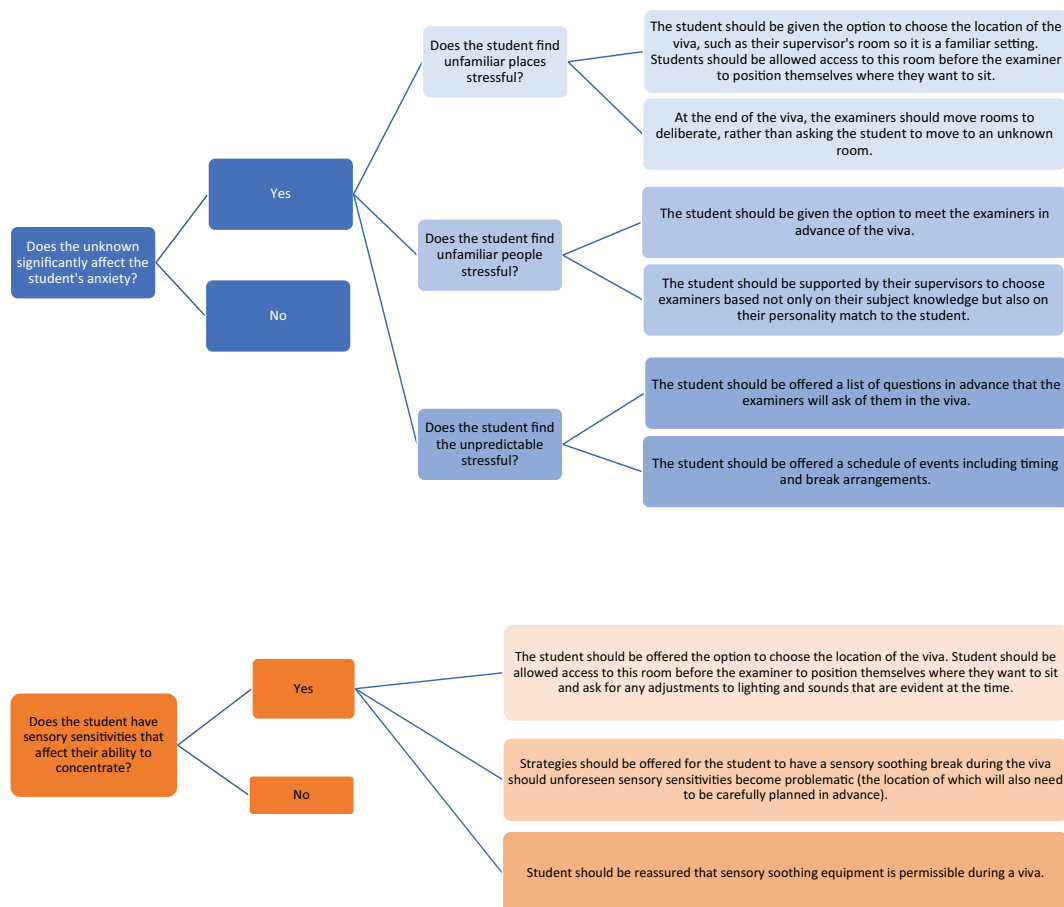 Does the unknown
significantly affect the
student's anxiety?
Yes
No
Does the student find
unfamiliar places
stressful?
The student should be given the option to choose the location of the
viva, such as their supervisor's room so it is a familiar setting.
Students should be allowed access to this room before the examiner
to position themselves where they want to sit.
At the end of the viva, the examiners should move rooms to
deliberate, rather than asking the student to move to an unknown
room.
Does the student find
unfamiliar people
stressful?
The student should be given the option to meet the examiners in
advance of the viva.
The student should be supported by their supervisors to choose
examiners based not only on their subject knowledge but also on
their personality match to the student.
Does the student find
the unpredictable
stressful?
The student should be offered a list of questions in advance that the
examiners will ask of them in the viva.
The student should be offered a schedule of events including timing
and break arrangements.
Does the student have
sensory sensitivities that
affect their ability to
concentrate?
Yes
No
The student should be offered the option to choose the location of the viva. Student should be
allowed access to this room before the examiner to position themselves where they want to sit
and ask for any adjustments to lighting and sounds that are evident at the time.
Strategies should be offered for the student to have a sensory soothing break during the viva
should unforeseen sensory sensitivities become problematic (the location of which will also need
to be carefully planned in advance).
Student should be reassured that sensory soothing equipment is permissible during a viva.